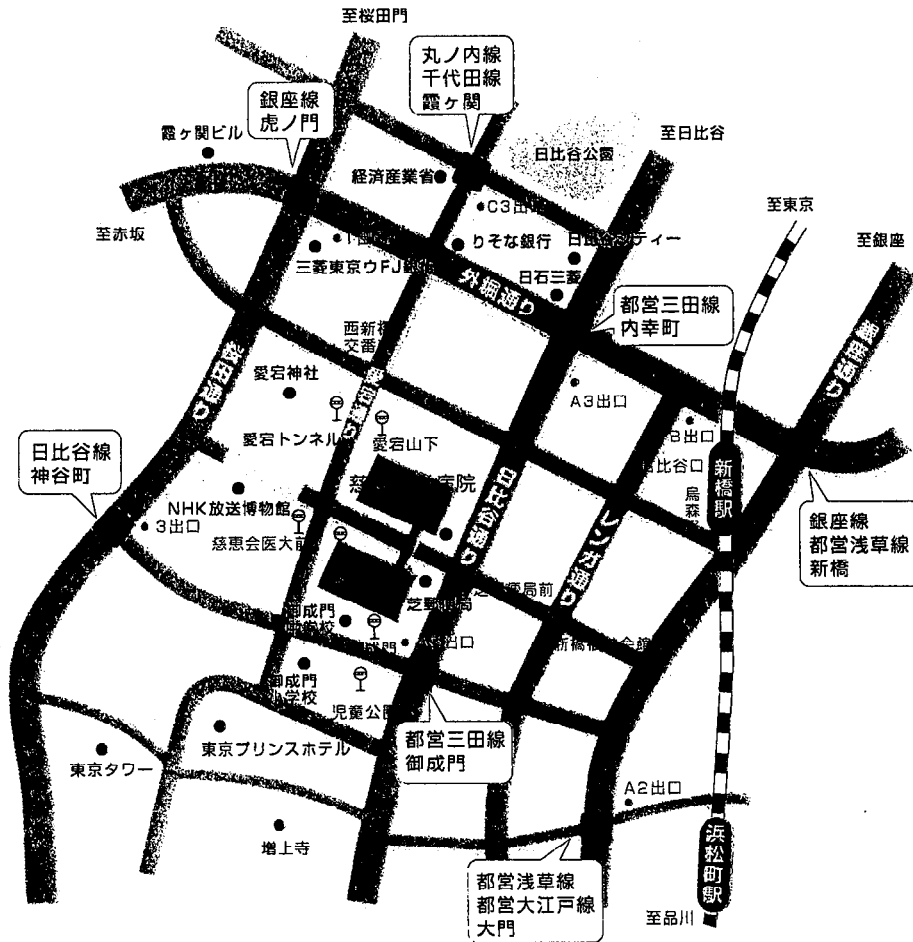 至桜田門
丸ノ内線
千代田線
霞ヶ関
銀座線
虎ノ門
至日比谷
霞ヶ関ビル
日比谷公園
経済産業省
C3出
至東京
至赤坂
りそな銀行
至銀座
三菱東京UFJ銀行
日石三菱
外堀通り
都営三田線
内幸町
西新橋
交番
銀座通り
桜田通り
愛宕神社
A3出口
愛宕トンネル
愛宕山下
B出口
日比谷口
日比谷線
神谷町
病院
日比谷通り
新橋駅
烏森
NHK放送博物館
レンガ通り
3出口
慈恵会医大前
銀座線
都営浅草線
新橋
御成門
出口
御成門
小学校
児童公園
都営三田線
御成門
東京プリンスホテル
東京タワー
A2出口
増上寺
浜松町駅
都営浅草線
都営大江戸線
大門
至品川